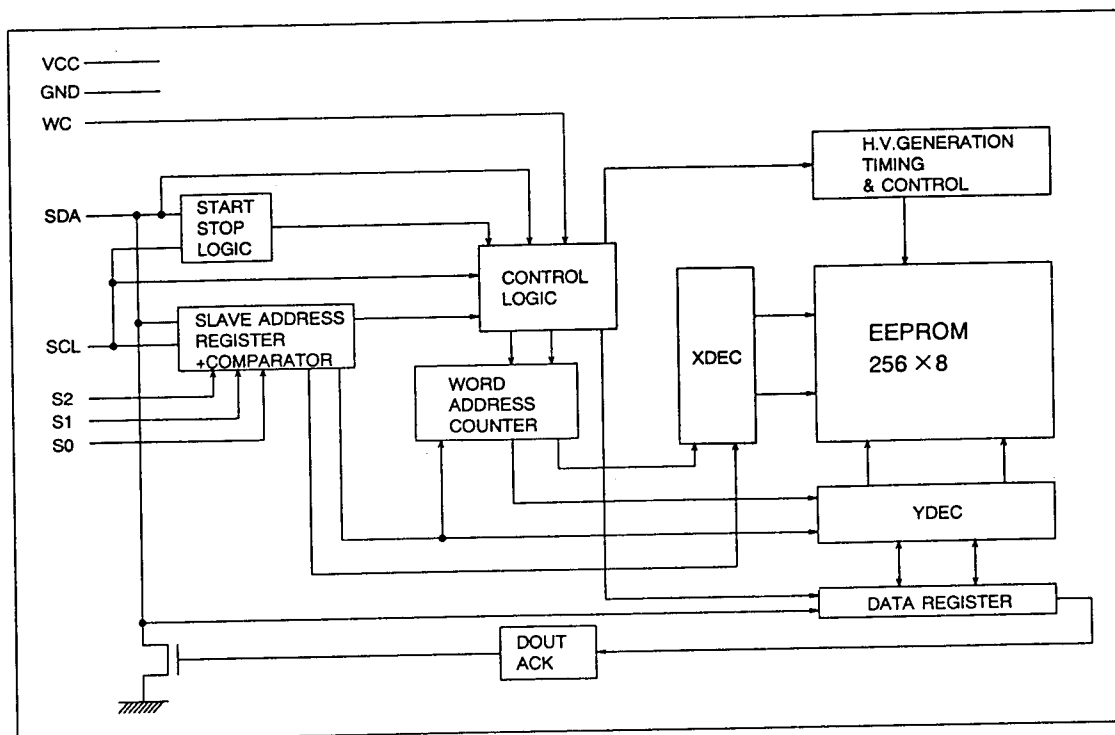 VCC
GND
WC
H.V.GENERATION
TIMING
& CONTROL
SDA
START
STOP
LOGIC
CONTROL
LOGIC
SCL
SLAVE ADDRESS
REGISTER
+COMPARATOR
S2
S1
S0
WORD
ADDRESS
COUNTER
XDEC
EEPROM
256 × 8
YDEC
DATA REGISTER
DOUT
ACK